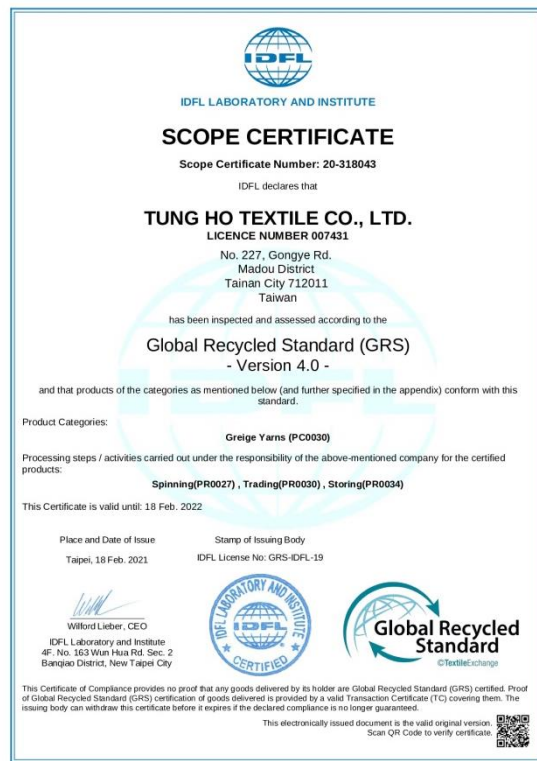 IDFL
IDFL LABORATORY AND INSTITUTE
SCOPE CERTIFICATE
Scope Certificate Number: 20-318043
IDFL declares that
TUNG HO TEXTILE CO., LTD.
LICENCE NUMBER 007431
No. 227, Gongye Rd.
Madou District
Tainan City 712011
Taiwan
has been inspected and assessed according to the
Global Recycled Standard (GRS)
- Version 4.0 -
and that products of the categories as mentioned below (and further specified in the appendix) conform with this
standard.
Product Categories:
Greige Yarns (PC0030)
Processing steps / activities carried out under the responsibility of the above-mentioned company for the certified
products:
Spinning(PR0027) , Trading(PR0030) , Storing(PR0034)
This Certificate is valid until: 18 Feb. 2022
Place and Date of Issue
Stamp of Issuing Body
Taipei, 18 Feb. 2021
IDFL License No: GRS-IDFL-19
Wilford Lieber, CEO
IDFL Laboratory and Institute
4F. No. 163 Wun Hua Rd. Sec. 2
Banqiao District, New Taipei City
IDFL LABORATORY AND INSTITUTE
IDFL
CERTIFIED
Global Recycled
Standard
©TextileExchange
This Certificate of Compliance provides no proof that any goods delivered by its holder are Global Recycled Standard (GRS) certified. Proof
of Global Recycled Standard (GRS) certification of goods delivered is provided by a valid Transaction Certificate (TC) covering them. The
issuing body can withdraw this certificate before it expires if the declared compliance is no longer guaranteed.
This electronically issued document is the valid original version.
Scan QR Code to verify certificate.